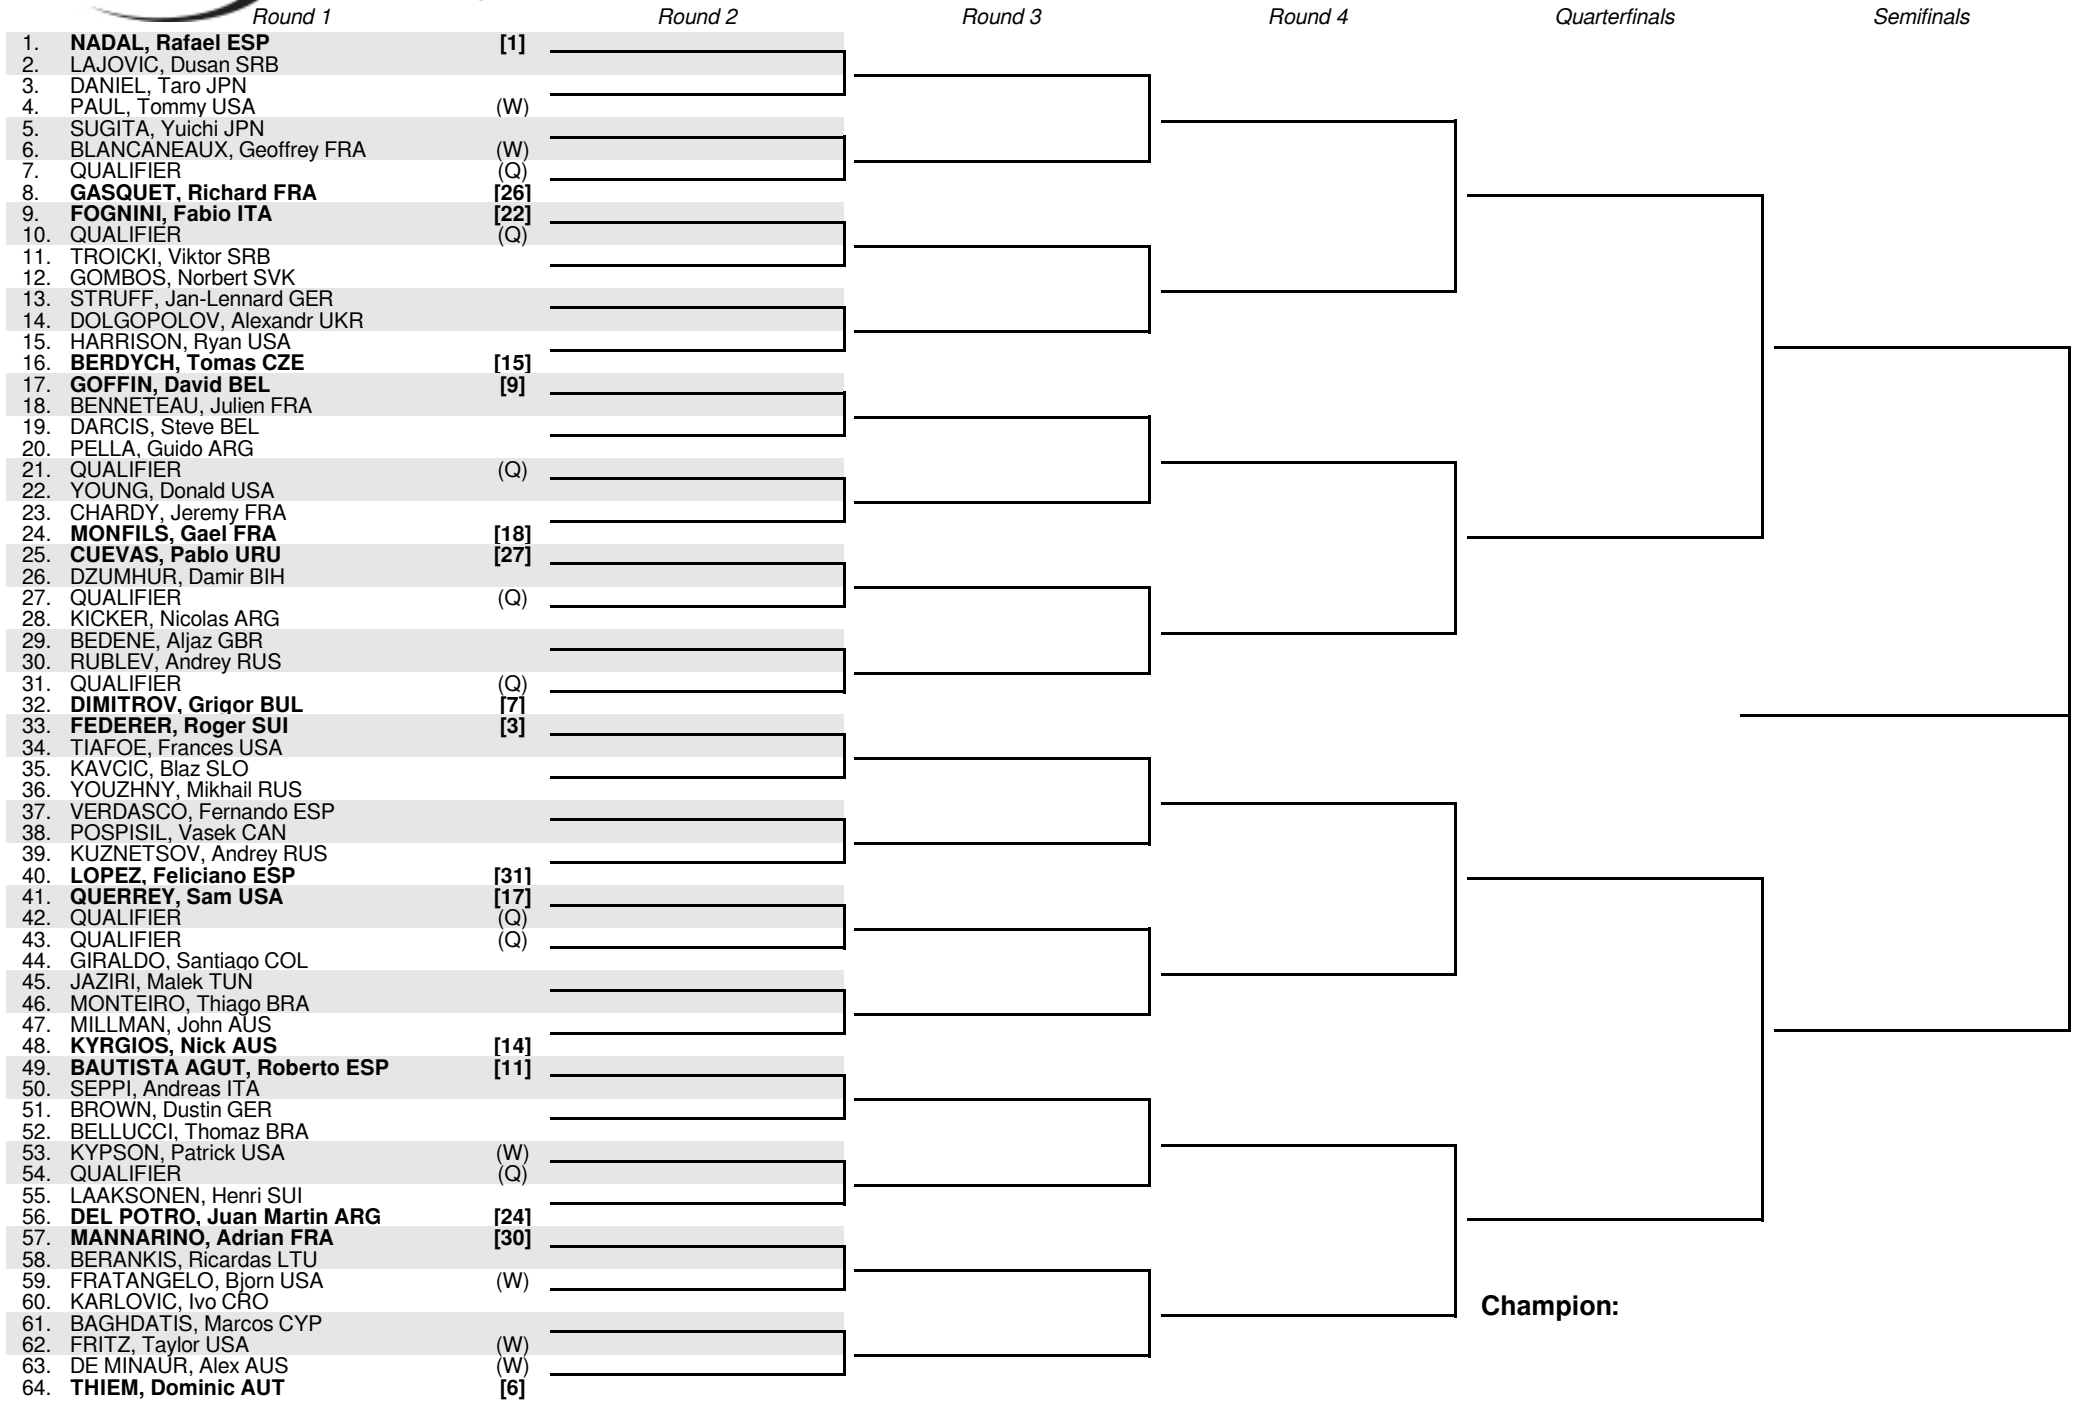 Round 1 Round 2 Round 3 Round 4 Quarterfinals Semifinals
1. NADAL, Rafael ESP [1]
2. LAJOVIC, Dusan SRB
3. DANIEL, Taro JPN
4. PAUL, Tommy USA (W)
5. SUGITA, Yuichi JPN
6. BLANCANEAUX, Geoffrey FRA (W)
7. QUALIFIER (Q)
8. GASQUET, Richard FRA [26]
9. FOGNINI, Fabio ITA [22]
10. QUALIFIER (Q)
11. TROICKI, Viktor SRB
12. GOMBOS, Norbert SVK
13. STRUFF, Jan-Lennard GER
14. DOLGOPOLOV, Alexandr UKR
15. HARRISON, Ryan USA
16. BERDYCH, Tomas CZE [15]
17. GOFFIN, David BEL [9]
18. BENNETEAU, Julien FRA
19. DARCIS, Steve BEL
20. PELLA, Guido ARG
21. QUALIFIER (Q)
22. YOUNG, Donald USA
23. CHARDY, Jeremy FRA
24. MONFILS, Gael FRA [18]
25. CUEVAS, Pablo URU [27]
26. DZUMHUR, Damir BIH
27. QUALIFIER (Q)
28. KICKER, Nicolas ARG
29. BEDENE, Aljaz GBR
30. RUBLEV, Andrey RUS
31. QUALIFIER (Q)
32. DIMITROV, Grigor BUL [7]
33. FEDERER, Roger SUI [3]
34. TIAFOE, Frances USA
35. KAVCIC, Blaz SLO
36. YOUZHNY, Mikhail RUS
37. VERDASCO, Fernando ESP
38. POSPISIL, Vasek CAN
39. KUZNETSOV, Andrey RUS
40. LOPEZ, Feliciano ESP [31]
41. QUERREY, Sam USA [17]
42. QUALIFIER (Q)
43. QUALIFIER (Q)
44. GIRALDO, Santiago COL
45. JAZIRI, Malek TUN
46. MONTEIRO, Thiago BRA
47. MILLMAN, John AUS
48. KYRGIOS, Nick AUS [14]
49. BAUTISTA AGUT, Roberto ESP [11]
50. SEPPI, Andreas ITA
51. BROWN, Dustin GER
52. BELLUCCI, Thomaz BRA
53. KYPSON, Patrick USA (W)
54. QUALIFIER (Q)
55. LAAKSONEN, Henri SUI
56. DEL POTRO, Juan Martin ARG [24]
57. MANNARINO, Adrian FRA [30]
58. BERANKIS, Ricardas LTU
59. FRATANGELO, Bjorn USA (W)
60. KARLOVIC, Ivo CRO
Champion:
61. BAGHDATIS, Marcos CYP
62. FRITZ, Taylor USA (W)
63. DE MINAUR, Alex AUS (W)
64. THIEM, Dominic AUT [6]